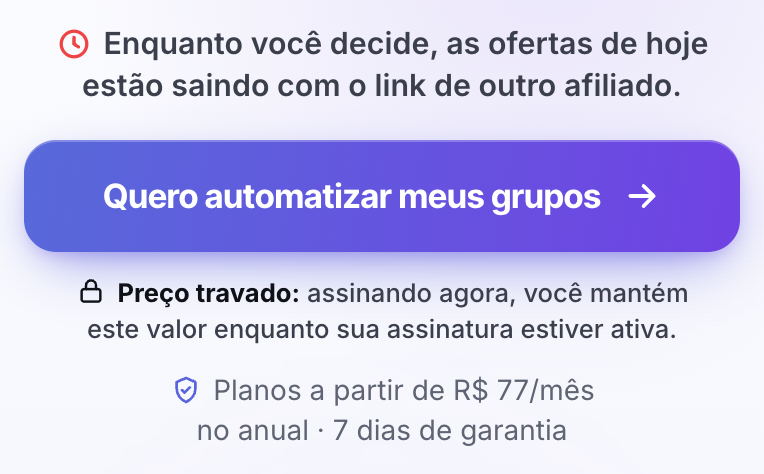 Enquanto você decide, as ofertas de hoje
estão saindo com o link de outro afiliado.
Quero automatizar meus grupos →
Preço travado: assinando agora, você mantém
este valor enquanto sua assinatura estiver ativa.
Planos a partir de R$ 77/mês
no anual · 7 dias de garantia